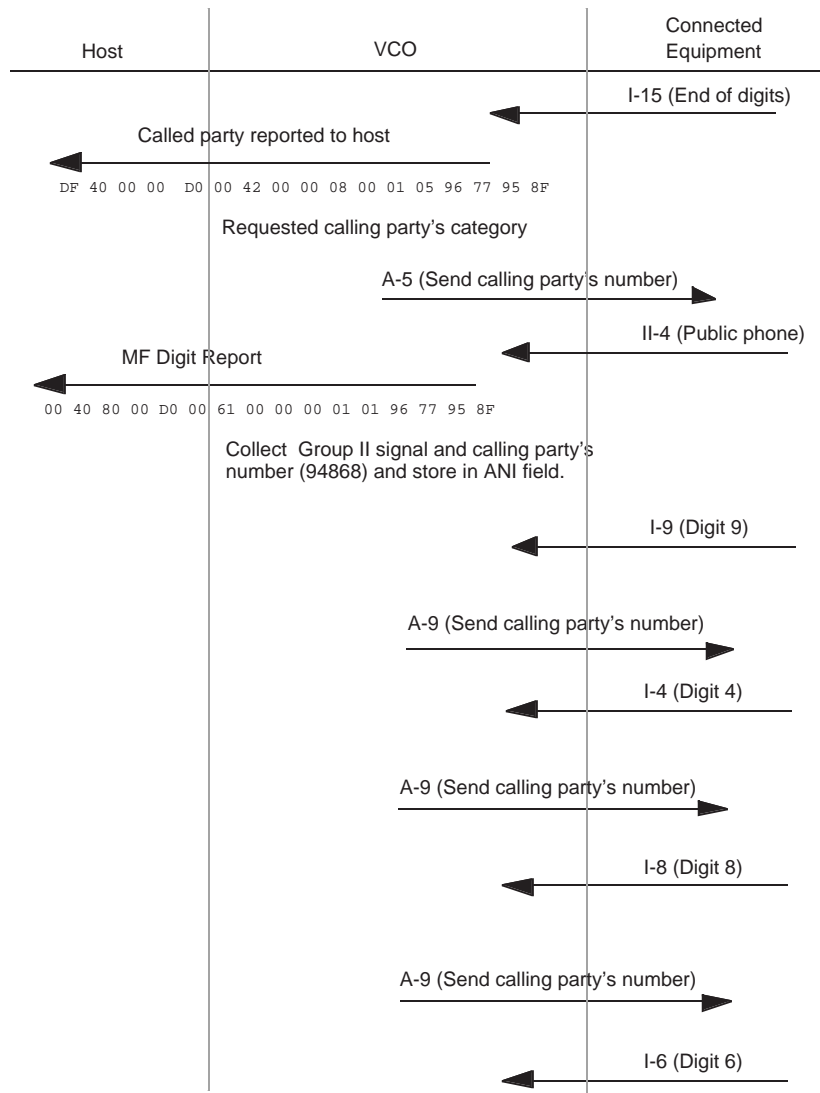 Host
VCO
Connected
Equipment
I-15 (End of digits)
Called party reported to host
DF 40 00 00 D0 00 42 00 00 08 00 01 05 96 77 95 8F
Requested calling party's category
A-5 (Send calling party's number)
II-4 (Public phone)
MF Digit Report
00 40 80 00 D0 00 61 00 00 00 01 01 96 77 95 8F
Collect Group II signal and calling party's
number (94868) and store in ANI field.
I-9 (Digit 9)
A-9 (Send calling party's number)
I-4 (Digit 4)
A-9 (Send calling party's number)
I-8 (Digit 8)
A-9 (Send calling party's number)
I-6 (Digit 6)